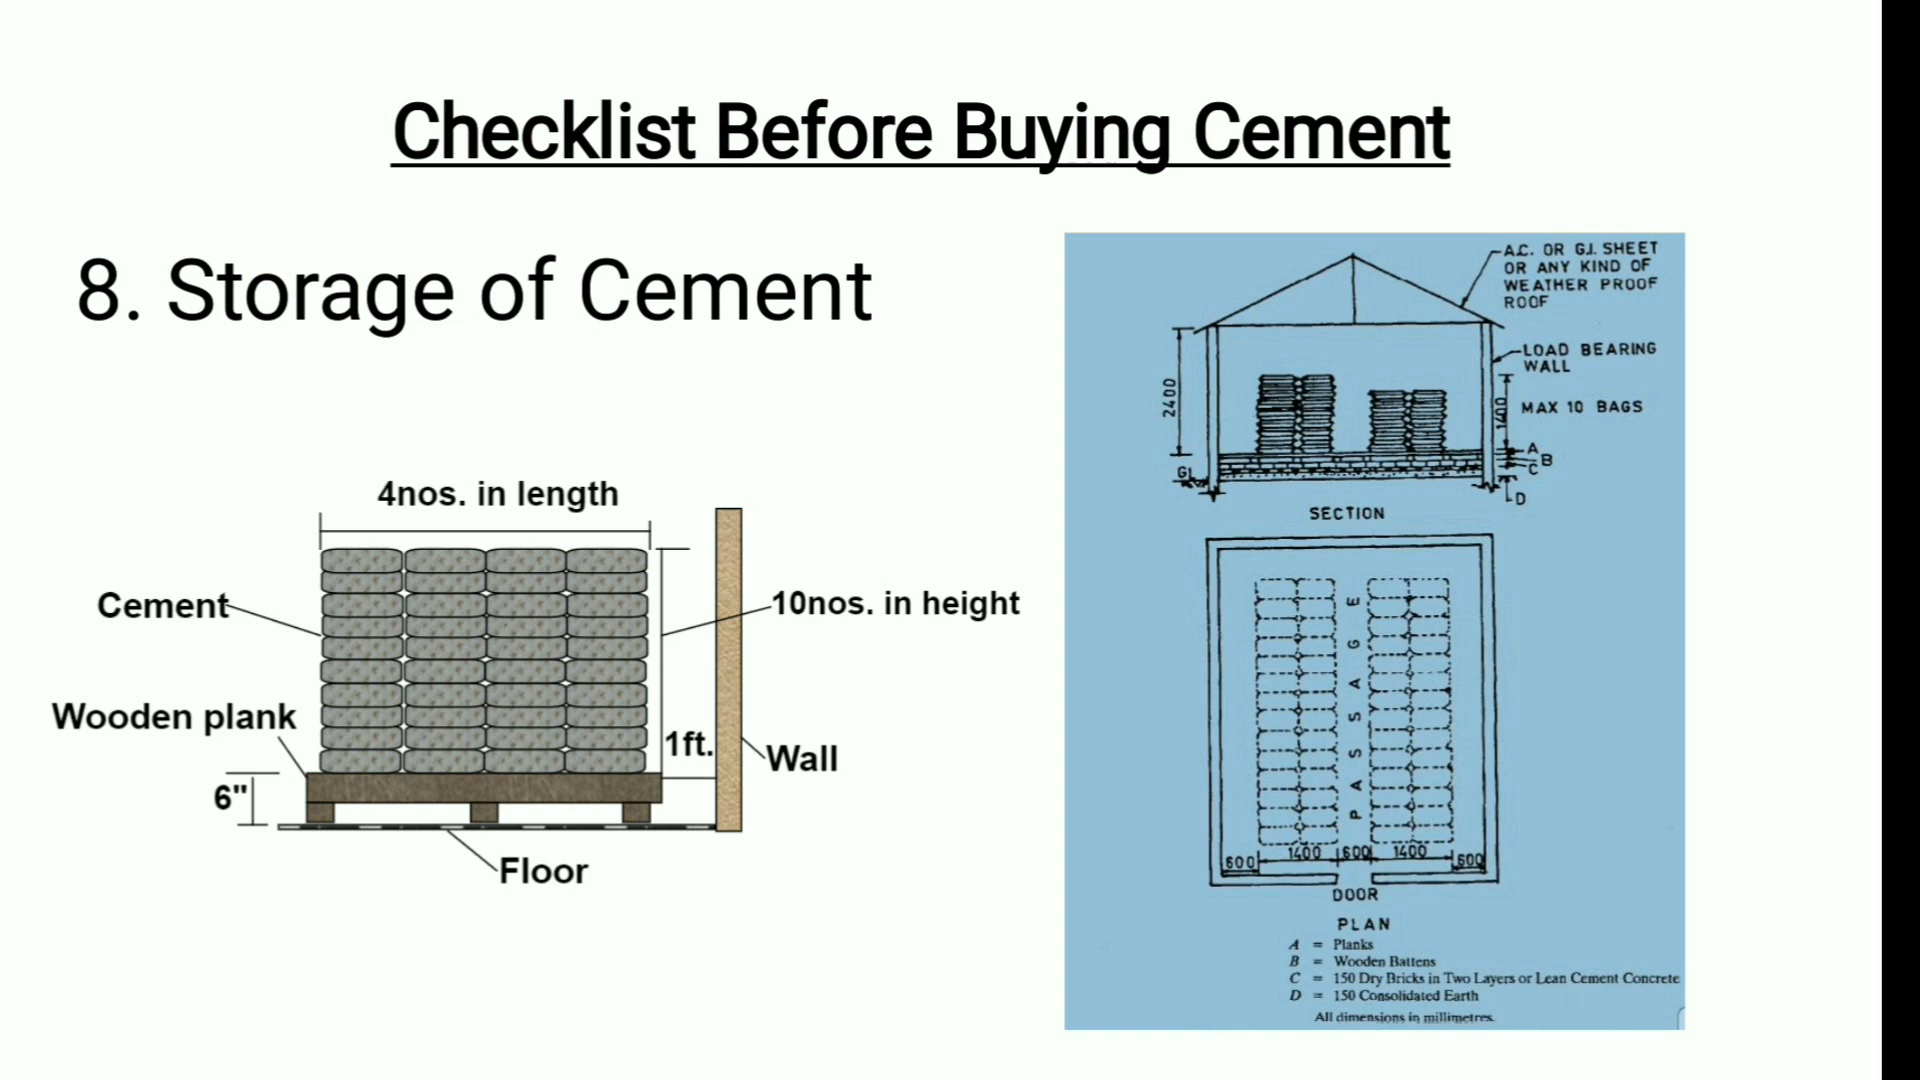 Checklist Before Buying Cement
8. Storage of Cement
4nos. in length
Cement
10nos. in height
Wooden plank
1ft.
Wall
6"
Floor
A.C. OR G.I. SHEET
OR ANY KIND OF
WEATHER PROOF
ROOF
LOAD BEARING
WALL
2400
1400
MAX 10 BAGS
A
B
C
D
GL
SECTION
PASSAGE
600
1400
600
1400
600
DOOR
PLAN
A = Planks
B = Wooden Battens
C = 150 Dry Bricks in Two Layers or Lean Cement Concrete
D = 150 Consolidated Earth
All dimensions in millimetres.